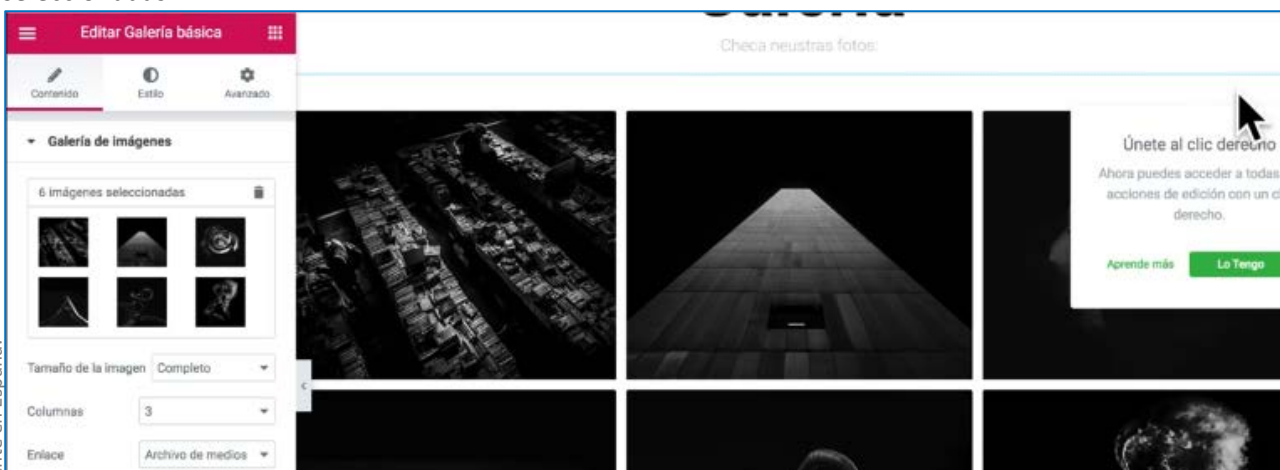 Editar Galería básica
Contenido
Estilo
Avanzado
Galería de imágenes
6 imágenes seleccionadas
Tamaño de la imagen Completo
Columnas 3
Enlace Archivo de medios
Checa neustras fotos:
Únete al clic derecho
Ahora puedes acceder a todas
acciones de edición con un
derecho.
Aprende más
Lo Tengo